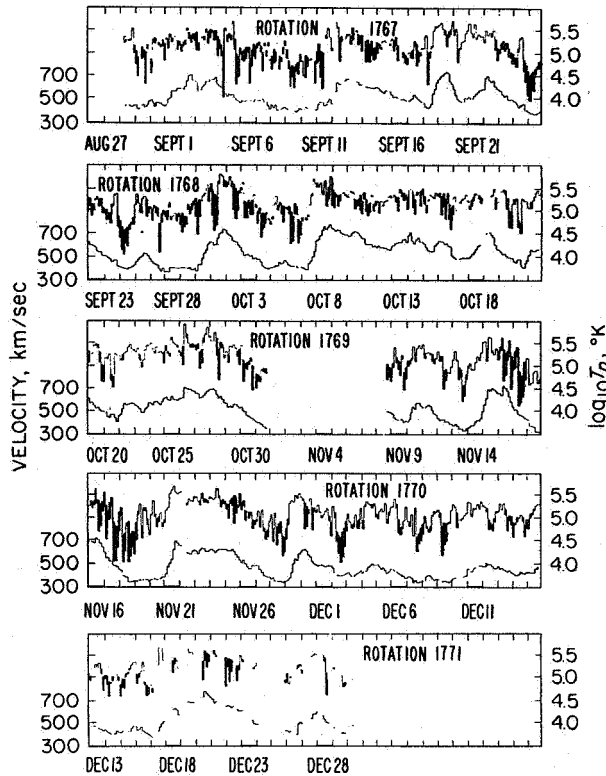 ROTATION 1767
700
500
300
5.5
5.0
4.5
4.0
AUG 27 SEPT 1 SEPT 6 SEPT 11 SEPT 16 SEPT 21
ROTATION 1768
700
500
300
5.5
5.0
4.5
4.0
SEPT 23 SEPT 28 OCT 3 OCT 8 OCT 13 OCT 18
VELOCITY, km/sec
ROTATION 1769
700
500
300
5.5
5.0
4.5
4.0
log10 Tp, °K
OCT 20 OCT 25 OCT 30 NOV 4 NOV 9 NOV 14
ROTATION 1770
700
500
300
5.5
5.0
4.5
4.0
NOV 16 NOV 21 NOV 26 DEC 1 DEC 6 DEC 11
ROTATION 1771
700
500
300
5.5
5.0
4.5
4.0
DEC 13 DEC 18 DEC 23 DEC 28